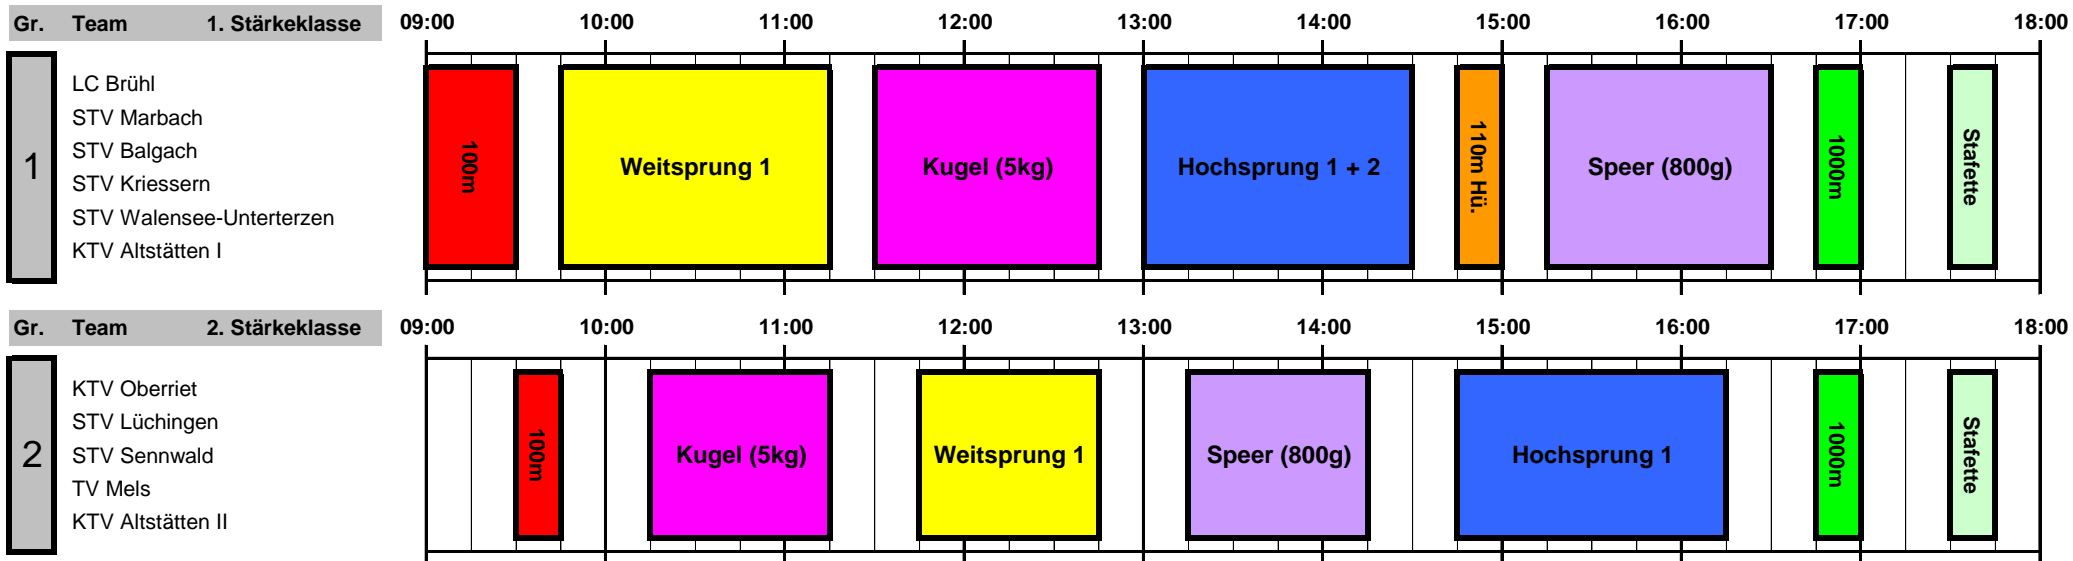 Gr. Team 1. Stärkeklasse 09:00 10:00 11:00 12:00 13:00 14:00 15:00 16:00 17:00 18:00
1
LC Brühl
STV Marbach
STV Balgach
STV Kriessern
STV Walensee-Unterterzen
KTV Altstätten I
100m
Weitsprung 1
Kugel (5kg)
Hochsprung 1 + 2
110m Hü.
Speer (800g)
1000m
Stafette
Gr. Team 2. Stärkeklasse 09:00 10:00 11:00 12:00 13:00 14:00 15:00 16:00 17:00 18:00
2
KTV Oberriet
STV Lüchingen
STV Sennwald
TV Mels
KTV Altstätten II
100m
Kugel (5kg)
Weitsprung 1
Speer (800g)
Hochsprung 1
1000m
Stafette